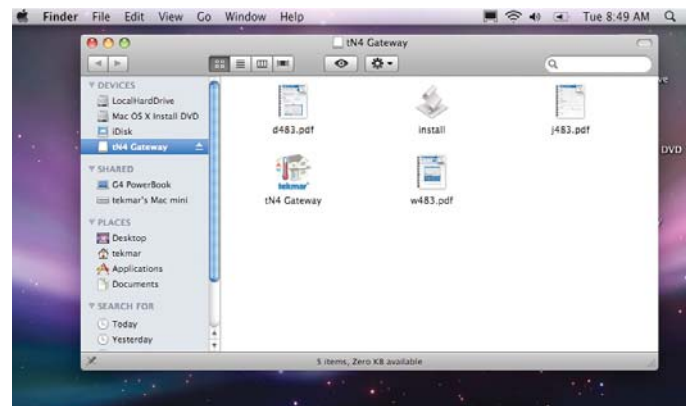 Finder File Edit View Go Window Help Tue 8:49 AM
tN4 Gateway
DEVICES
LocalHardDrive
Mac OS X Install DVD
iDisk
tN4 Gateway
SHARED
G4 PowerBook
tekmar's Mac mini
PLACES
Desktop
tekmar
Applications
Documents
SEARCH FOR
Today
Yesterday
d483.pdf install j483.pdf
tekmar
tN4 Gateway w483.pdf
5 items, Zero KB available
ve
DVD